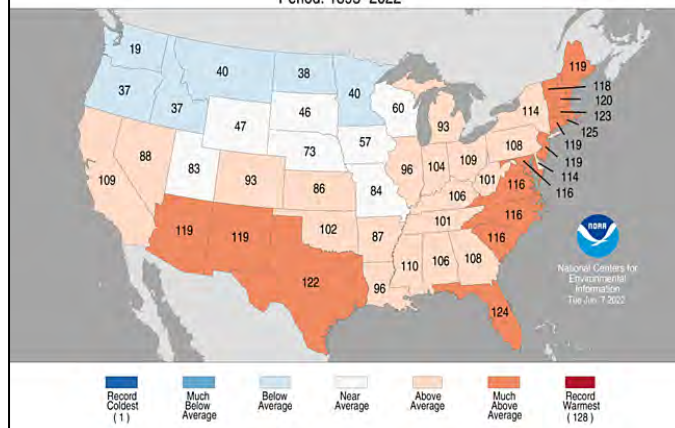 Period: 1895–2022
19
40
38
37
37
40
47
46
60
73
57
93
114
119
118
120
123
125
119
119
114
116
109
88
83
93
86
84
96
104
109
108
101
106
116
119
119
102
87
101
116
116
122
96
110
106
108
124
NOAA
National Centers for
Environmental
Information
Tue Jun 7 2022
Record
Coldest
( 1 )
Much
Below
Average
Below
Average
Near
Average
Above
Average
Much
Above
Average
Record
Warmest
( 128 )